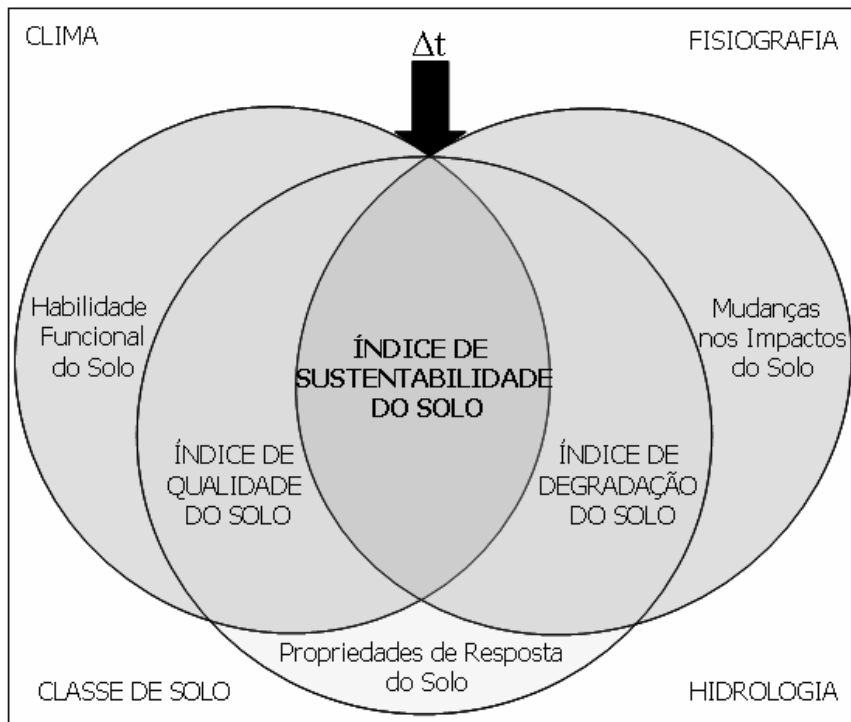 CLIMA
Δt
FISIOGRAFIA
Habilidade
Funcional
do Solo
Mudanças
nos Impactos
do Solo
ÍNDICE DE
SUSTENTABILIDADE
DO SOLO
ÍNDICE DE
QUALIDADE
DO SOLO
ÍNDICE DE
DEGRADAÇÃO
DO SOLO
Propriedades de Resposta
do Solo
CLASSE DE SOLO
HIDROLOGIA